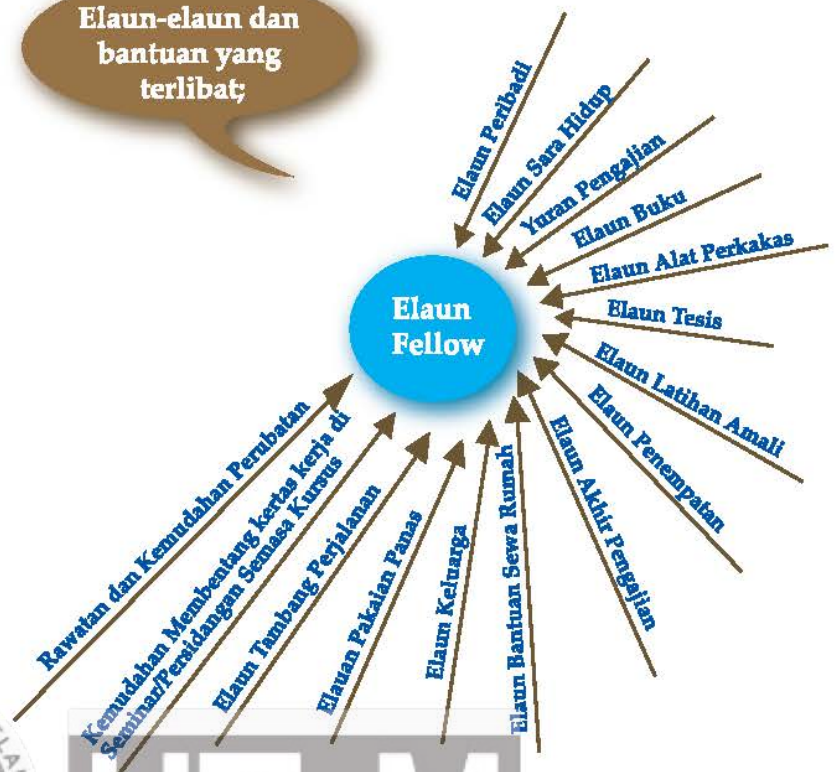 Elaun-elaun dan
bantuan yang
terlibat;
Elaun Peribadi
Elaun Sara Hidup
Yuran Pengajian
Elaun Buku
Elaun Alat Perkakas
Elaun Tesis
Elaun Latihan Amali
Elaun Penempatan
Elaun Akhir Pengajian
Elaun Bantuan Sewa Rumah
Elaun Keluarga
Elauan Pakaian Panas
Elaun Tambang Perjalanan
Kemudahan Membentang kertas kerja di
Seminar/Persidangan Semasa Kursus
Rawatan dan Kemudahan Perubatan
Elaun
Fellow